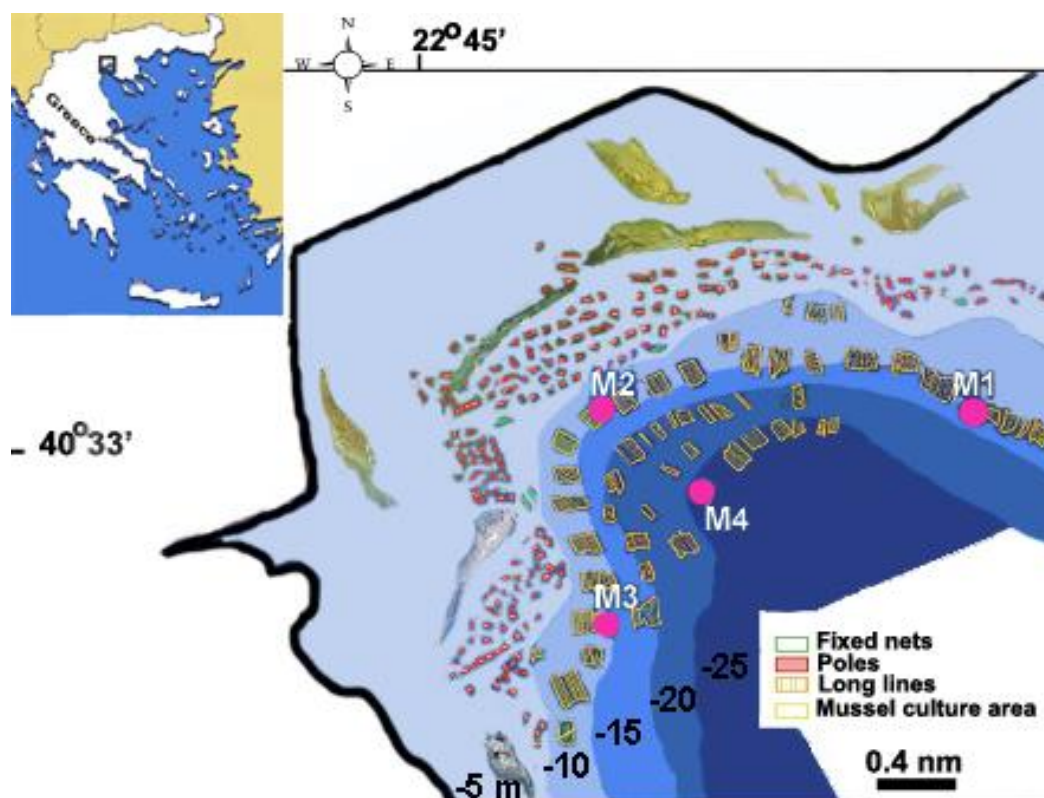 N
22°45'
W E
S
Greece
M2
M1
40°33'
M4
M3
Fixed nets
Poles
Long lines
Mussel culture area
-25
-20
-15
-10
-5 m
0.4 nm